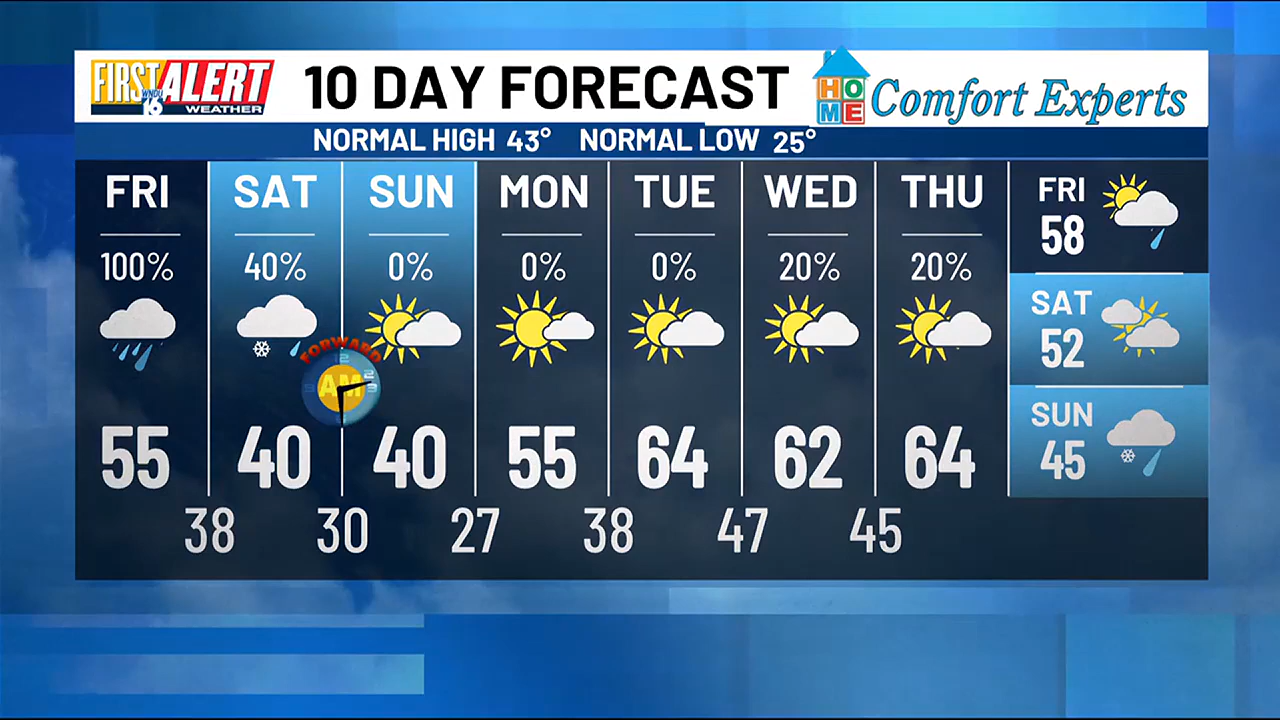 FIRST ALERT
WNDU
16
WEATHER
10 DAY FORECAST
HOME
Comfort Experts
NORMAL HIGH 43° NORMAL LOW 25°
FRI SAT SUN MON TUE WED THU
100% 40% 0% 0% 0% 20% 20%
FORWARD
AM
55 40 40 55 64 62 64
38 30 27 38 47 45
FRI
58
SAT
52
SUN
45